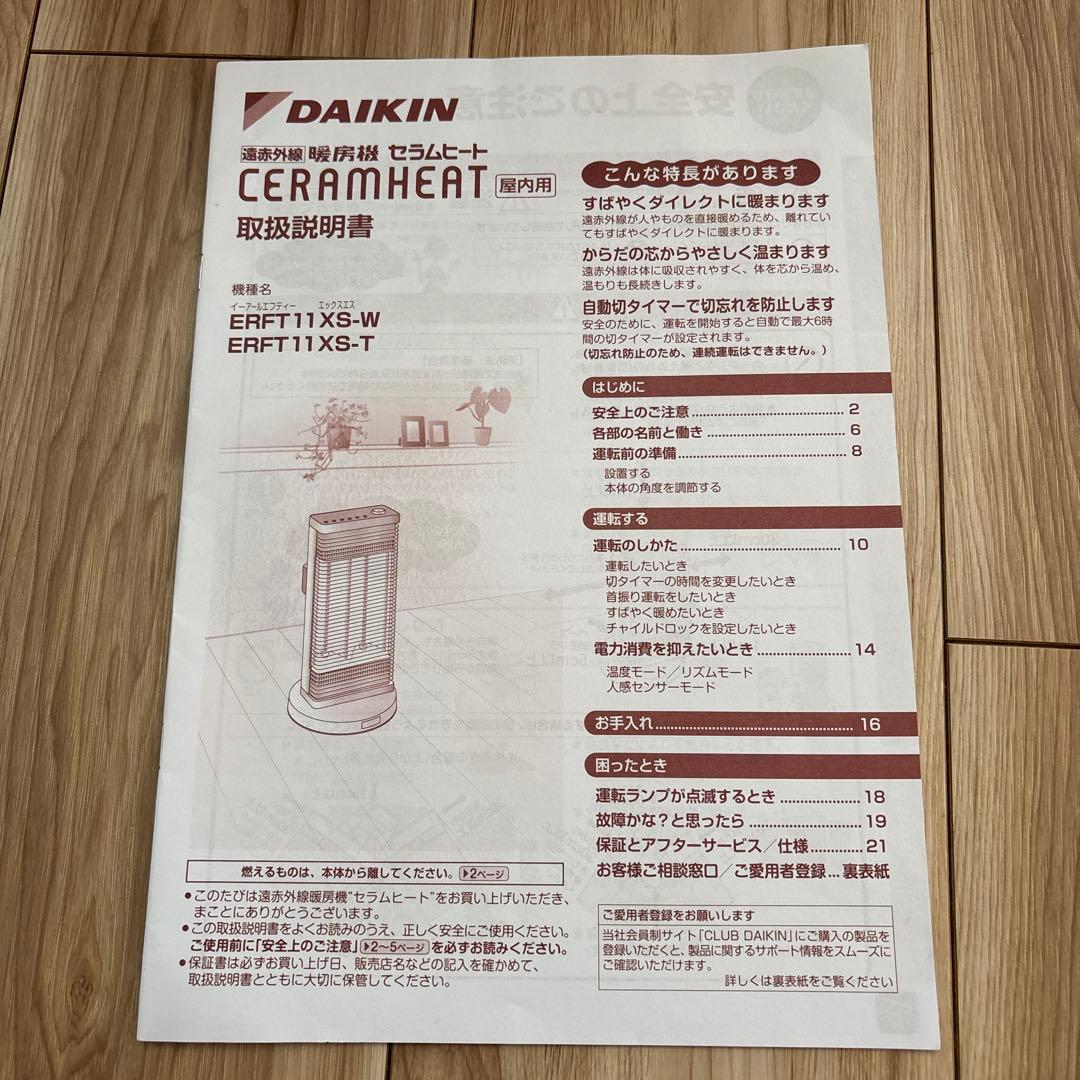 DAIKIN
遠赤外線 暖房機 セラムヒート
CERAMHEAT 屋内用
取扱説明書
機種名
イーアールエフティー エックスエス
ERFT11XS-W
ERFT11XS-T
燃えるものは、本体から離してください。 ▶2ページ
●このたびは遠赤外線暖房機“セラムヒート”をお買い上げいただき、
まことにありがとうございます。
●この取扱説明書をよくお読みのうえ、正しく安全にご使用ください。
ご使用前に「安全上のご注意」 ▶2～5ページ を必ずお読みください。
●保証書は必ずお買い上げ日、販売店名などの記入を確かめて、
取扱説明書とともに大切に保管してください。
こんな特長があります
すばやくダイレクトに暖まります
遠赤外線が人やものを直接暖めるため、離れてい
てもすばやくダイレクトに暖まります。
からだの芯からやさしく温まります
遠赤外線は体に吸収されやすく、体を芯から温め、
温もりも長続きします。
自動切タイマーで切忘れを防止します
安全のために、運転を開始すると自動で最大6時
間の切タイマーが設定されます。
(切忘れ防止のため、連続運転はできません。)
はじめに
安全上のご注意 ........ 2
各部の名前と働き ........ 6
運転前の準備 ........ 8
設置する
本体の角度を調節する
運転する
運転のしかた ........ 10
運転したいとき
切タイマーの時間を変更したいとき
首振り運転をしたいとき
すばやく暖めたいとき
チャイルドロックを設定したいとき
電力消費を抑えたいとき ........ 14
温度モード／リズムモード
人感センサーモード
お手入れ ........ 16
困ったとき
運転ランプが点滅するとき ........ 18
故障かな？と思ったら ........ 19
保証とアフターサービス／仕様 ........ 21
お客様ご相談窓口／ご愛用者登録 ... 裏表紙
ご愛用者登録をお願いします
当社会員制サイト「CLUB DAIKIN」にご購入の製品を
登録いただくと、製品に関するサポート情報をスムーズに
ご確認いただけます。
詳しくは裏表紙をご覧ください